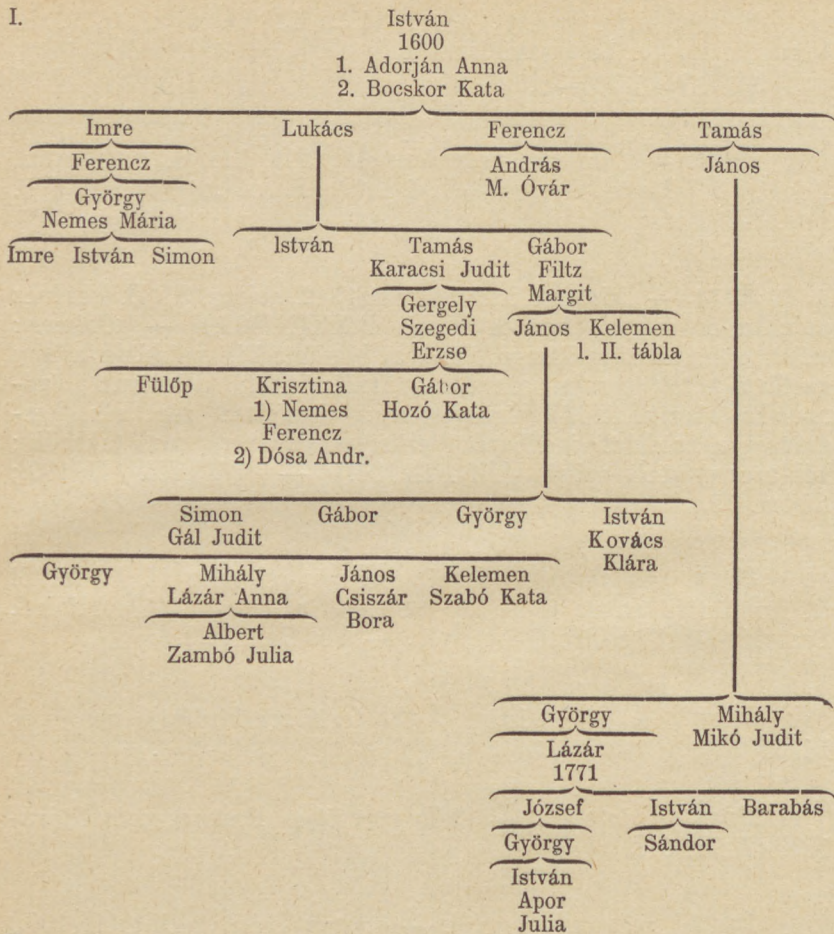 I.
István
1600
1. Adorján Anna
2. Bocskor Kata
Imre Lukács Ferencz Tamás
Ferencz András János
György M. Óvár
Nemes Mária
Imre István Simon
István Tamás Gábor
Karacsi Judit Filtz
Margit
Gergely János Kelemen
Szegedi l. II. tábla
Erzse
Fülöp Krisztina Gábor
1) Nemes Hozó Kata
Ferencz
2) Dósa Andr.
Simon Gábor György István
Gál Judit Kovács
Klára
György Mihály János Kelemen
Lázár Anna Csiszár Szabó Kata
Bora
Albert
Zambó Julia
György Mihály
Mikó Judit
Lázár
1771
József István Barabás
György Sándor
István
Apor
Julia